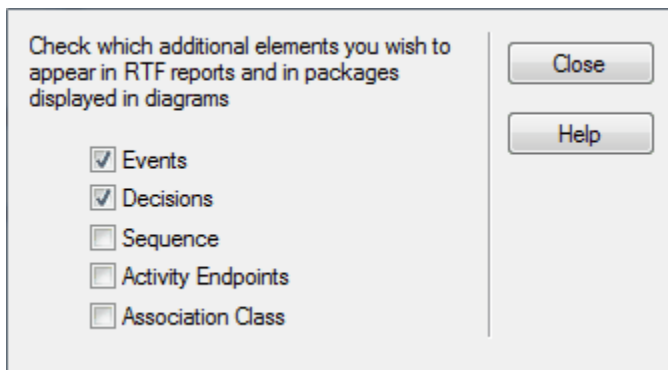 Check which additional elements you wish to
appear in RTF reports and in packages
displayed in diagrams
Close
Help
Events
Decisions
Sequence
Activity Endpoints
Association Class